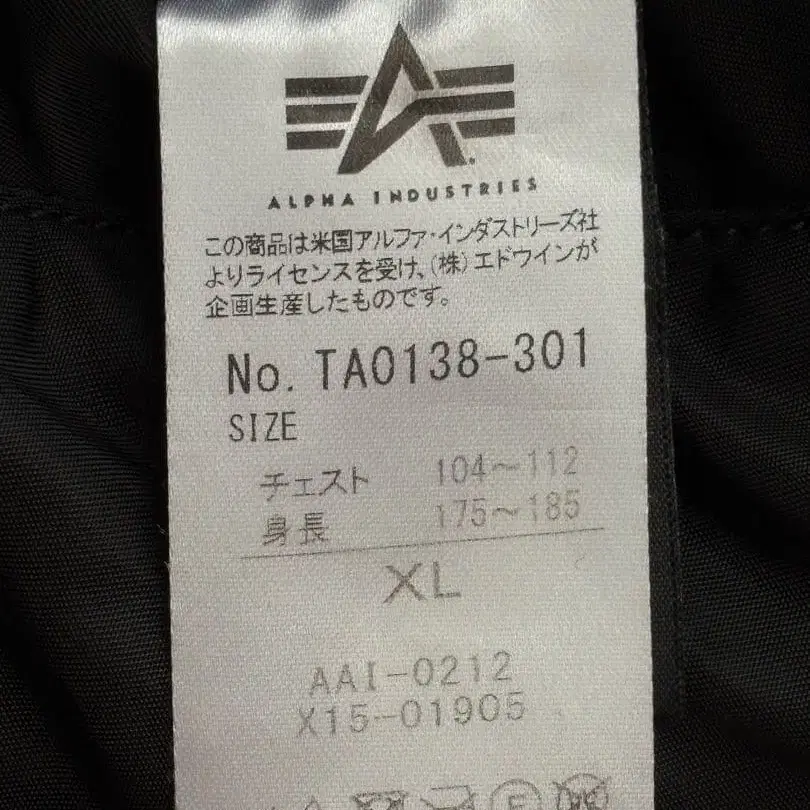 ALPHA INDUSTRIES
この商品は米国アルファ・インダストリーズ社
よりライセンスを受け、(株)エドウインが
企画生産したものです。
No. TA0138-301
SIZE
チェスト 104～112
身長 175～185
XL
AAI-0212
X15-01905